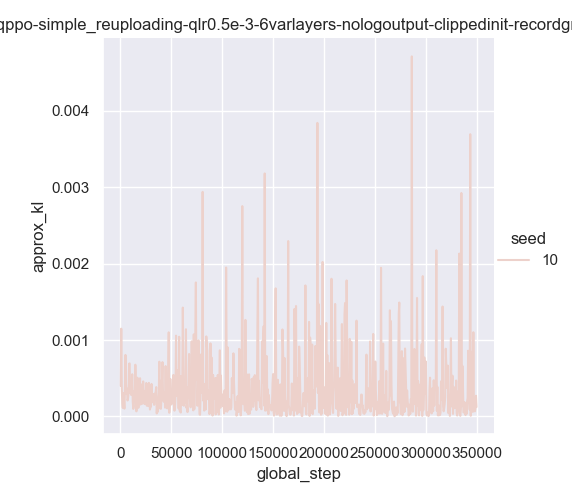 qppo-simple_reuploading-qlr0.5e-3-6varlayers-nologoutput-clippedinit-recordgr
0.004
0.003
0.002
0.001
0.000
approx_kl
0 50000 100000 150000 200000 250000 300000 350000
global_step
seed
10